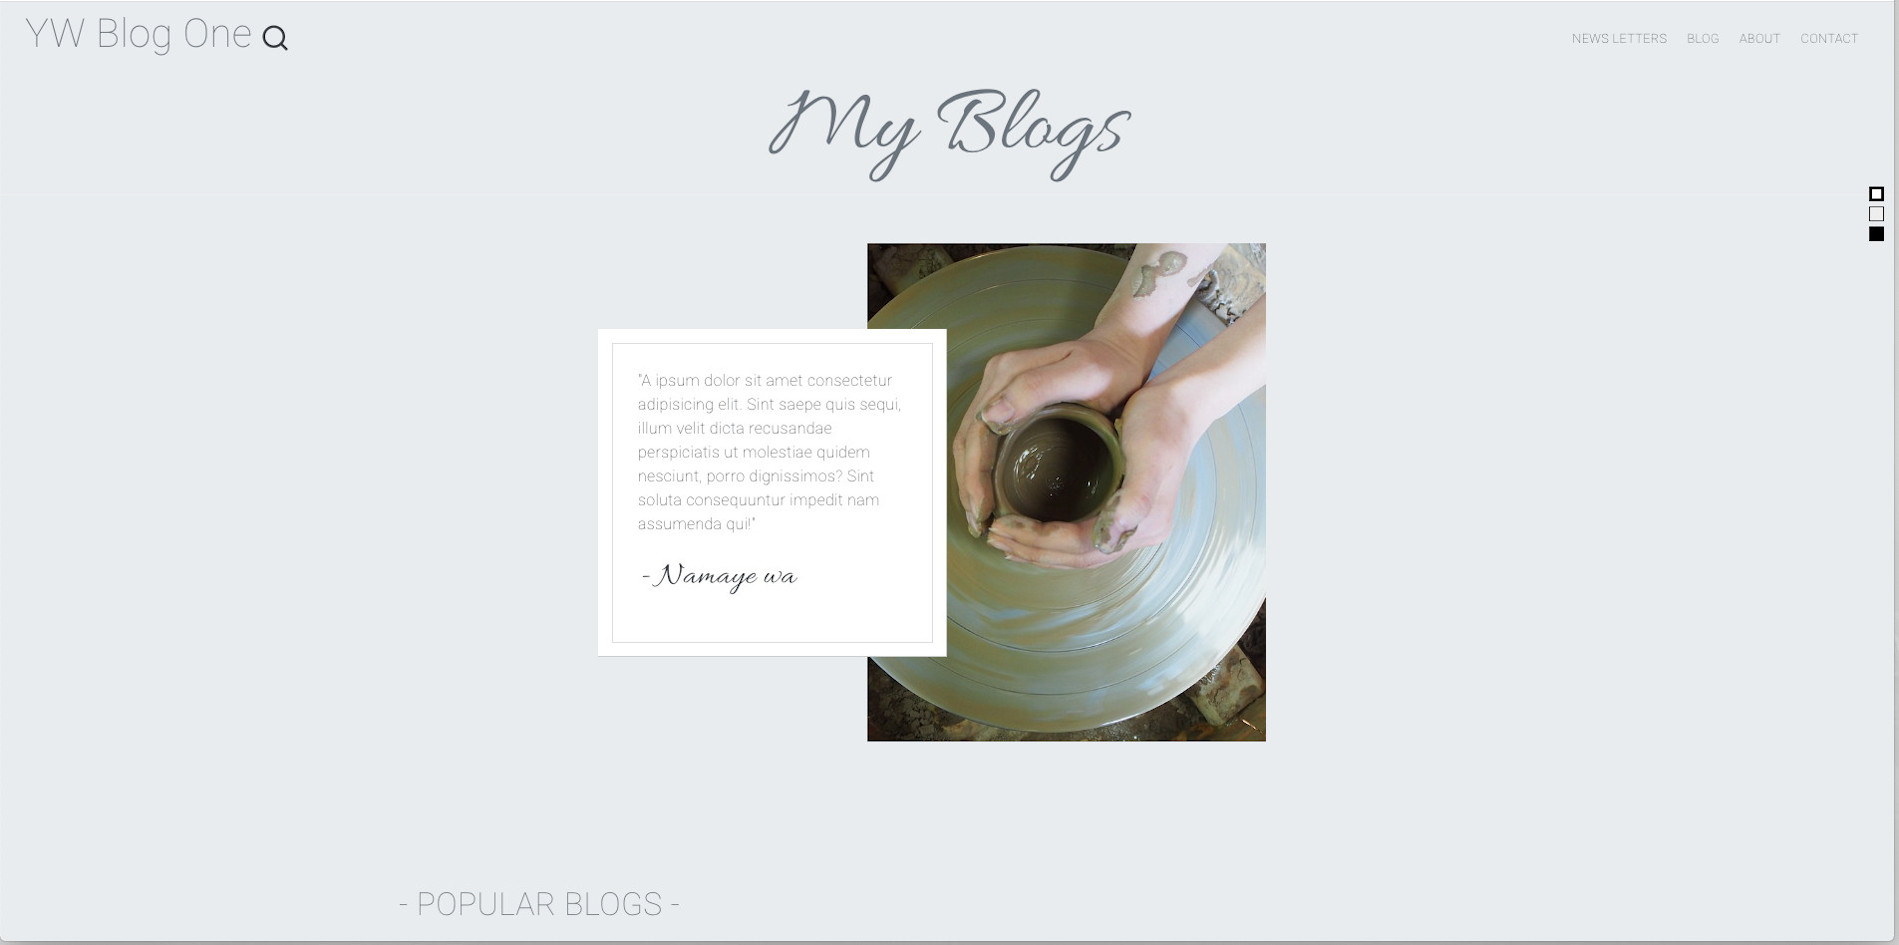 YW Blog One
NEWS LETTERS BLOG ABOUT CONTACT
My Blogs
"A ipsum dolor sit amet consectetur
adipisicing elit. Sint saepe quis sequi,
illum velit dicta recusandae
perspiciatis ut molestiae quidem
nesciunt, porro dignissimos? Sint
soluta consequuntur impedit nam
assumenda qui!"
- Namaye wa
- POPULAR BLOGS -